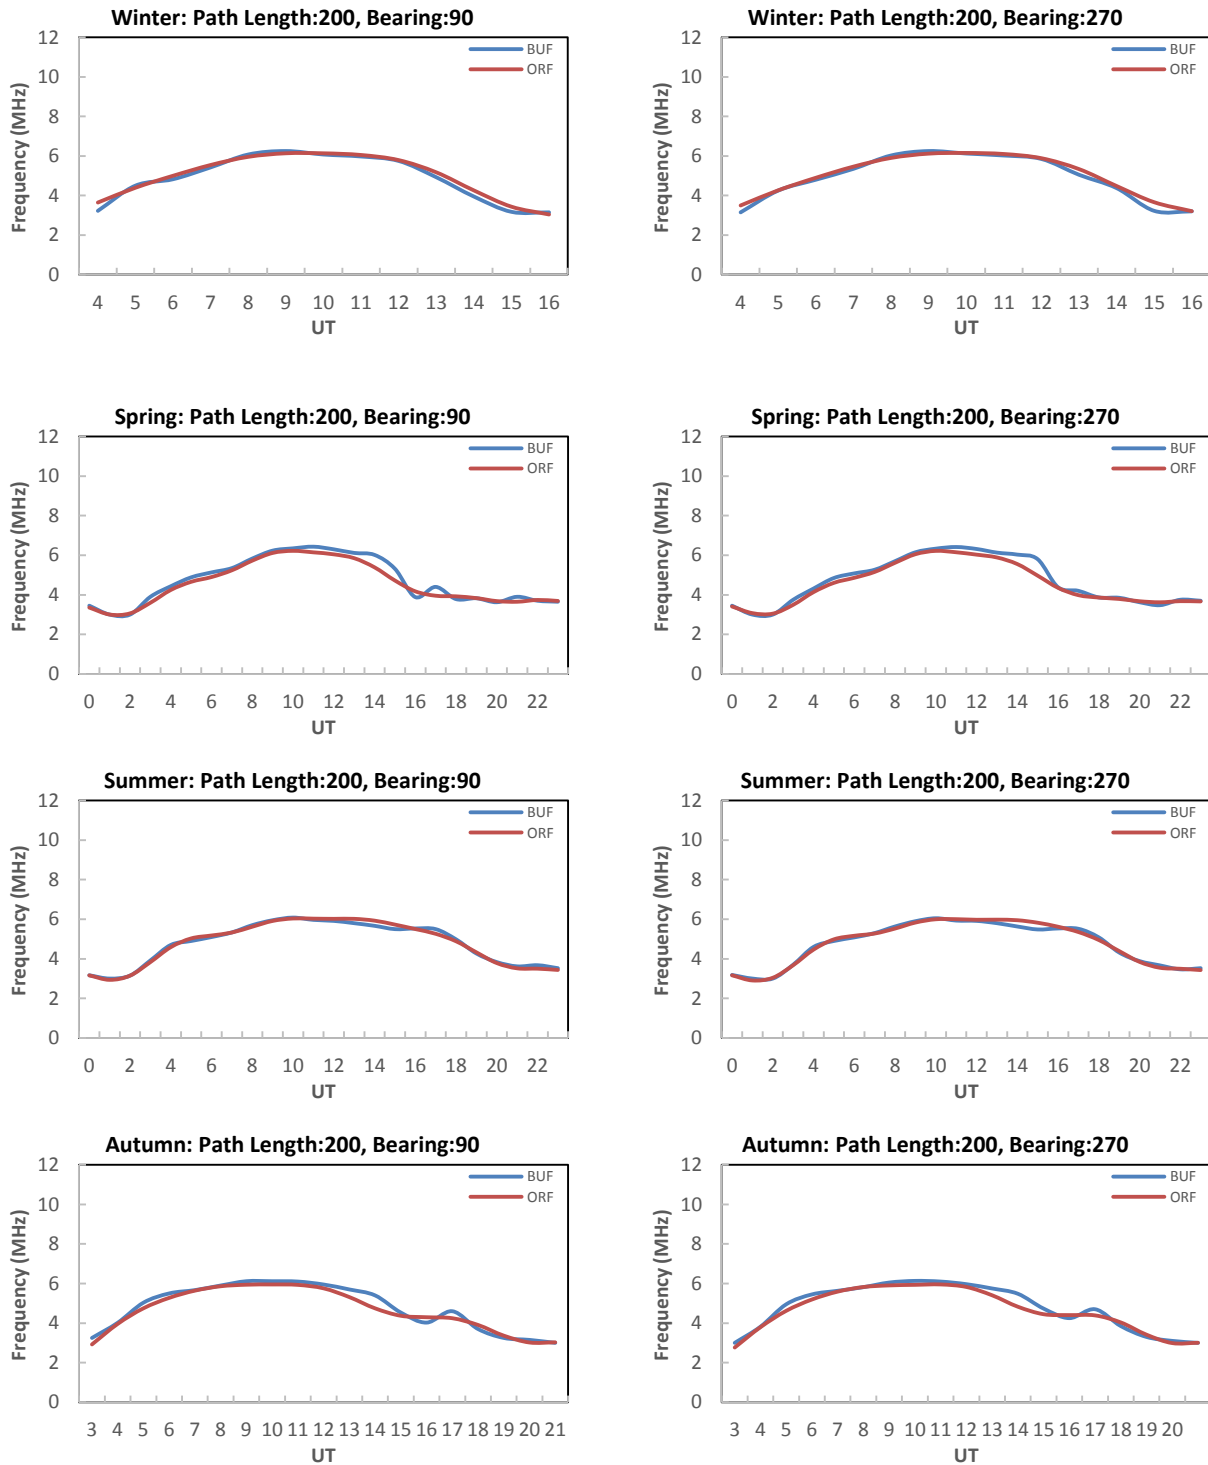 Winter: Path Length:200, Bearing:90
12
10
8
6
4
2
0
Frequency (MHz)
BUF
ORF
4 5 6 7 8 9 10 11 12 13 14 15 16
UT
Winter: Path Length:200, Bearing:270
12
10
8
6
4
2
0
Frequency (MHz)
BUF
ORF
4 5 6 7 8 9 10 11 12 13 14 15 16
UT
Spring: Path Length:200, Bearing:90
12
10
8
6
4
2
0
Frequency (MHz)
BUF
ORF
0 2 4 6 8 10 12 14 16 18 20 22
UT
Spring: Path Length:200, Bearing:270
12
10
8
6
4
2
0
Frequency (MHz)
BUF
ORF
0 2 4 6 8 10 12 14 16 18 20 22
UT
Summer: Path Length:200, Bearing:90
12
10
8
6
4
2
0
Frequency (MHz)
BUF
ORF
0 2 4 6 8 10 12 14 16 18 20 22
UT
Summer: Path Length:200, Bearing:270
12
10
8
6
4
2
0
Frequency (MHz)
BUF
ORF
0 2 4 6 8 10 12 14 16 18 20 22
UT
Autumn: Path Length:200, Bearing:90
12
10
8
6
4
2
0
Frequency (MHz)
BUF
ORF
3 4 5 6 7 8 9 10 11 12 13 14 15 16 17 18 19 20 21
UT
Autumn: Path Length:200, Bearing:270
12
10
8
6
4
2
0
Frequency (MHz)
BUF
ORF
3 4 5 6 7 8 9 10 11 12 13 14 15 16 17 18 19 20
UT